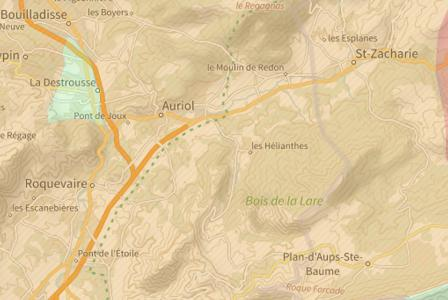 le Regagnas
les Boyers
Bouilladisse
Neuve
les Esplanes
St-Zacharie
ypin
le Moulin de Redon
La Destrousse
Auriol
Pont de Joux
e Régage
les Hélianthes
Roquevaire
Bois de la Lare
les Escanebières
Pont de l'Étoile
Plan-d'Aups-Ste-
Baume
Roque Forcade